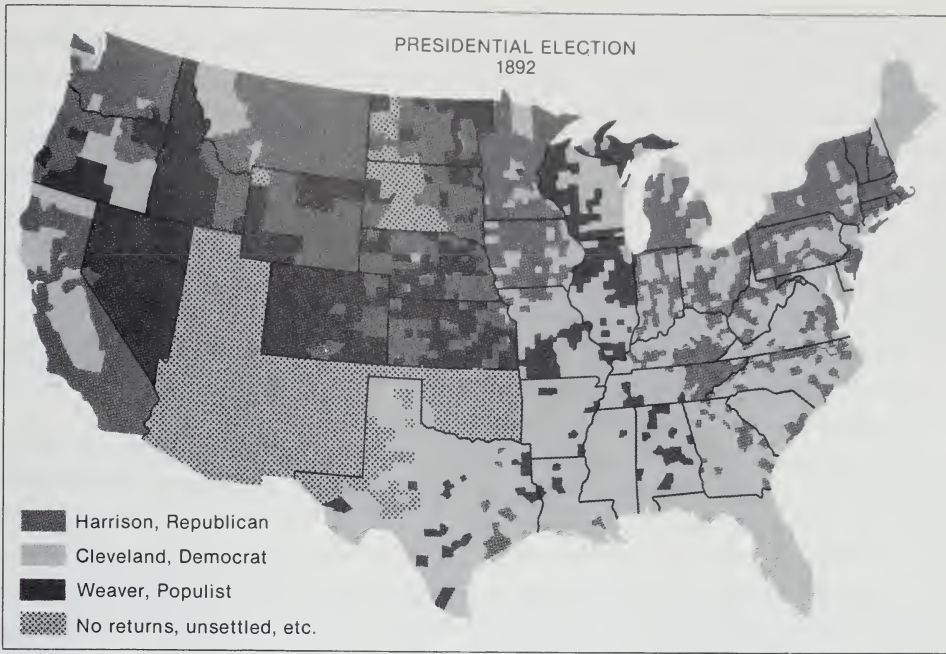 PRESIDENTIAL ELECTION
1892
Harrison, Republican
Cleveland, Democrat
Weaver, Populist
No returns, unsettled, etc.